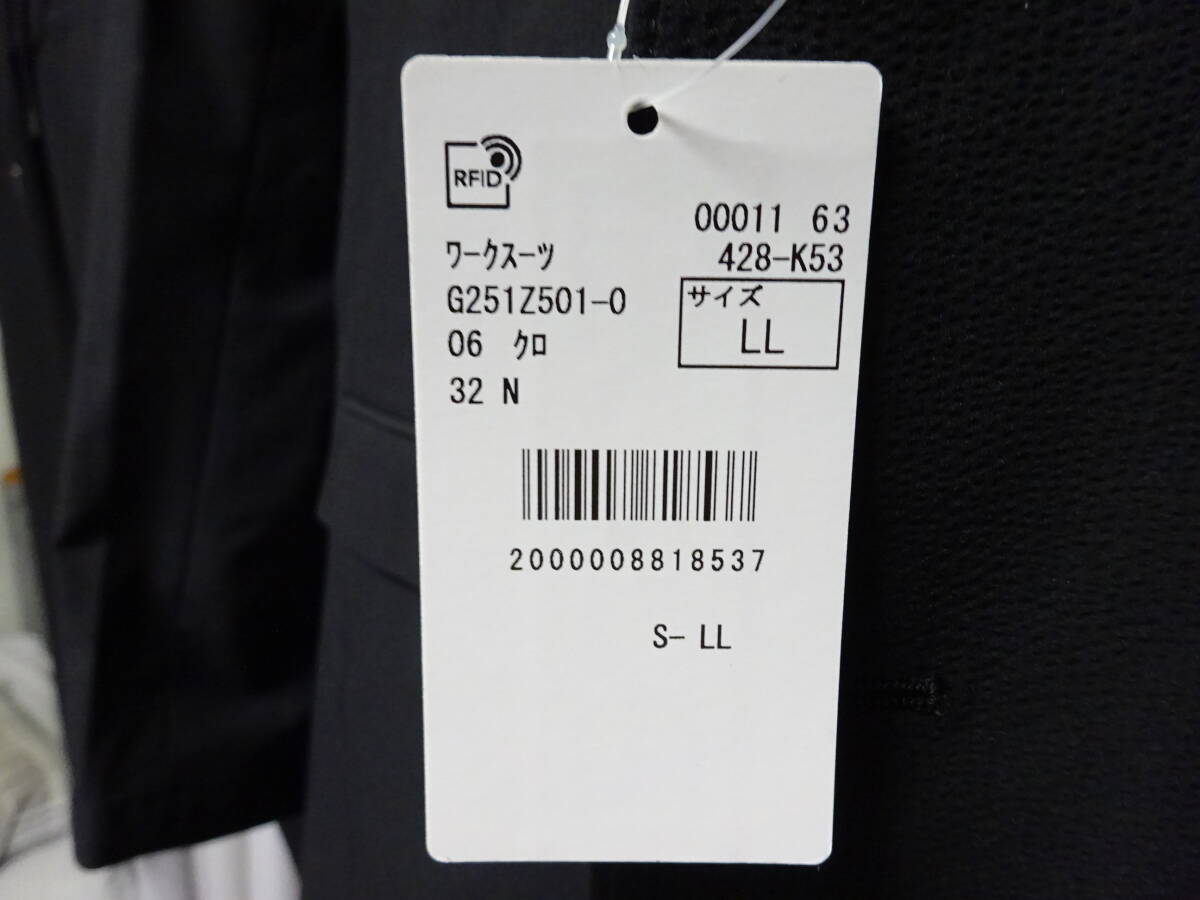 RFID
00011 63
ﾜｰｸｽｰﾂ
428-K53
G251Z501-0
サイズ
LL
06 ｸﾛ
32 N
2000008818537
S- LL